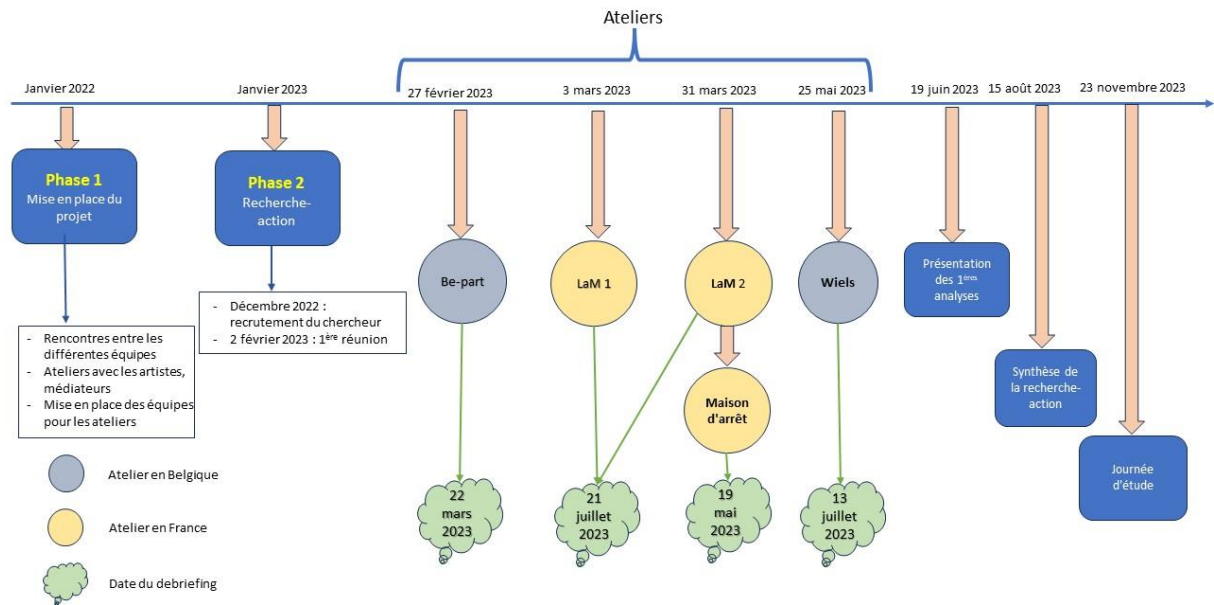 Ateliers
Janvier 2022
Janvier 2023
27 février 2023
3 mars 2023
31 mars 2023
25 mai 2023
19 juin 2023
15 août 2023
23 novembre 2023
Phase 1
Mise en place du
projet
Phase 2
Recherche-
action
Be-part
LaM 1
LaM 2
Wiels
Présentation
des 1ères
analyses
- Décembre 2022 :
recrutement du chercheur
- 2 février 2023 : 1ère réunion
- Rencontres entre les
différentes équipes
- Ateliers avec les artistes,
médiateurs
- Mise en place des équipes
pour les ateliers
Maison
d'arrêt
Synthèse de
la recherche-
action
Journée
d'étude
22
mars
2023
21
juillet
2023
19
mai
2023
13
juillet
2023
Atelier en Belgique
Atelier en France
Date du debriefing